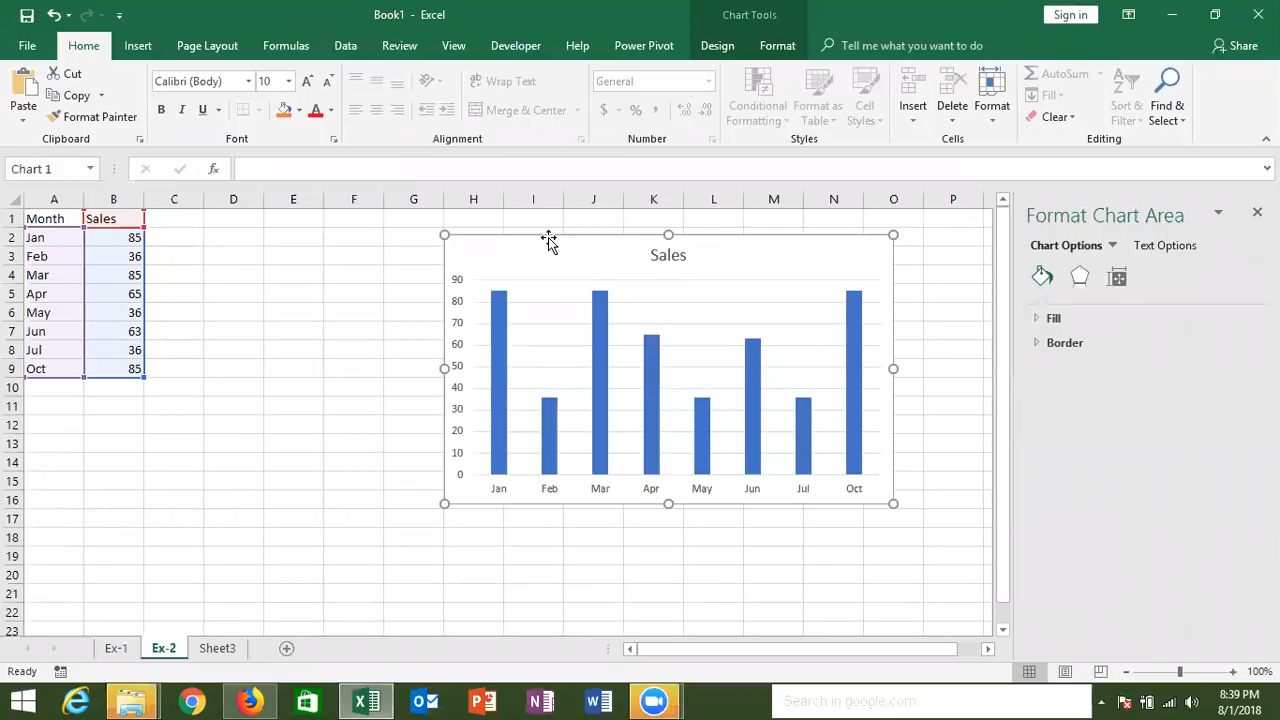 Book1 - Excel
Chart Tools
Sign in
File Home Insert Page Layout Formulas Data Review View Developer Help Power Pivot Design Format Tell me what you want to do Share
Paste
Cut
Copy
Format Painter
Clipboard
Calibri (Body) 10
B I U
Font
Wrap Text
Merge & Center
Alignment
General
$ % ,
Number
Conditional Formatting
Format as Table
Cell Styles
Styles
Insert
Delete
Format
Cells
AutoSum
Fill
Clear
Sort & Filter
Find & Select
Editing
Chart 1
fx
A B C D E F G H I J K L M N O P
1 Month Sales
2 Jan 85
3 Feb 36
4 Mar 85
5 Apr 65
6 May 36
7 Jun 63
8 Jul 36
9 Oct 85
10
11
12
13
14
15
16
17
18
19
20
21
22
23
Sales
90
80
70
60
50
40
30
20
10
0
Jan Feb Mar Apr May Jun Jul Oct
Format Chart Area
Chart Options Text Options
Fill
Border
Ex-1 Ex-2 Sheet3
Ready
100%
Search in google.com
8:39 PM
8/1/2018